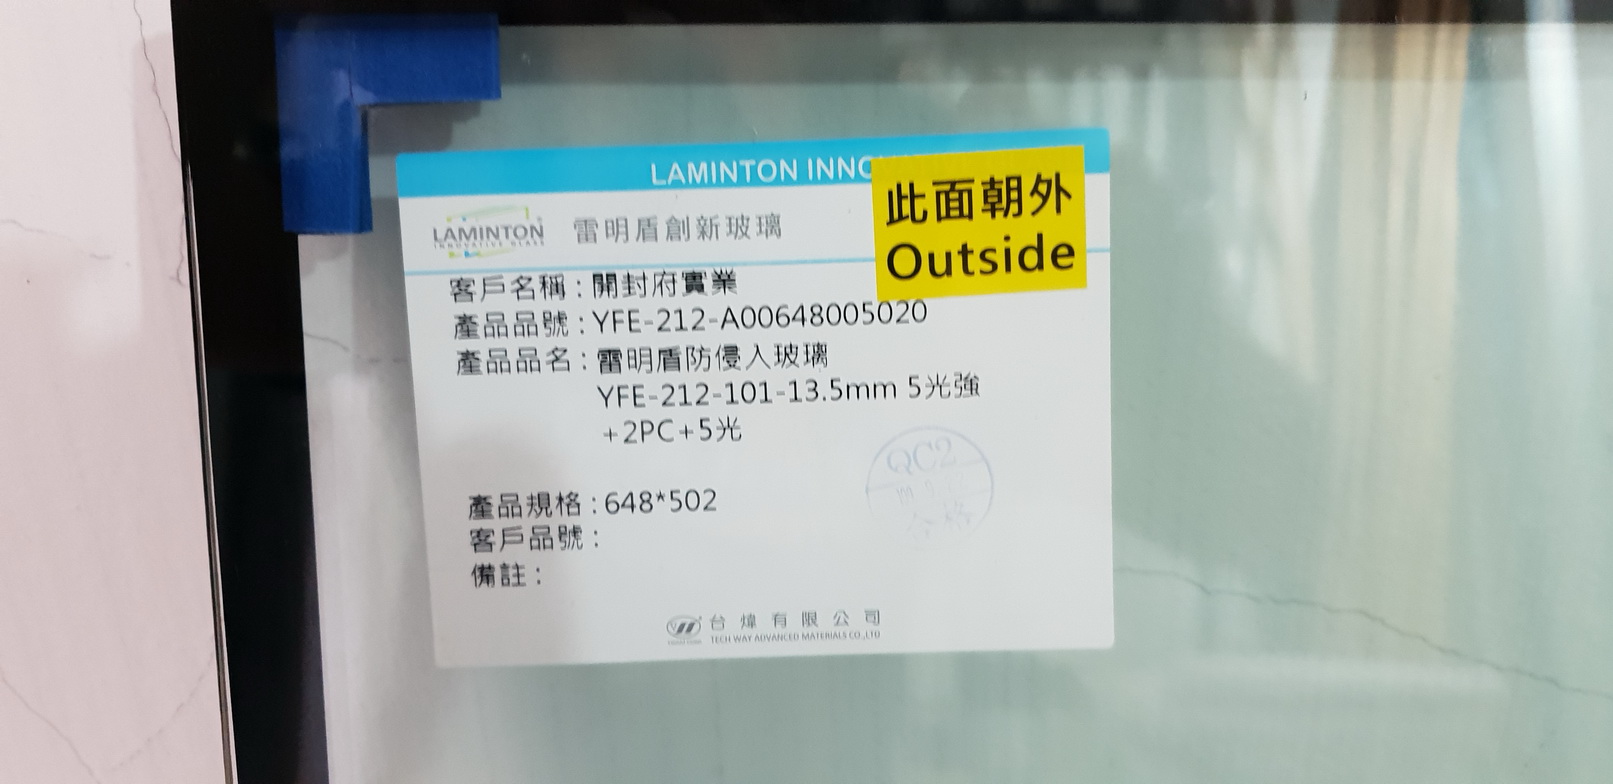 LAMINTON INNO
此面朝外
Outside
LAMINTON
INNOVATIVE GLASS
雷明盾創新玻璃
客戶名稱：開封府實業
產品品號：YFE-212-A00648005020
產品品名：雷明盾防侵入玻璃
YFE-212-101-13.5mm 5光強
+2PC+5光
QC2
合格
產品規格：648*502
客戶品號：
備註：
台煒有限公司
TECH WAY ADVANCED MATERIALS CO.,LTD